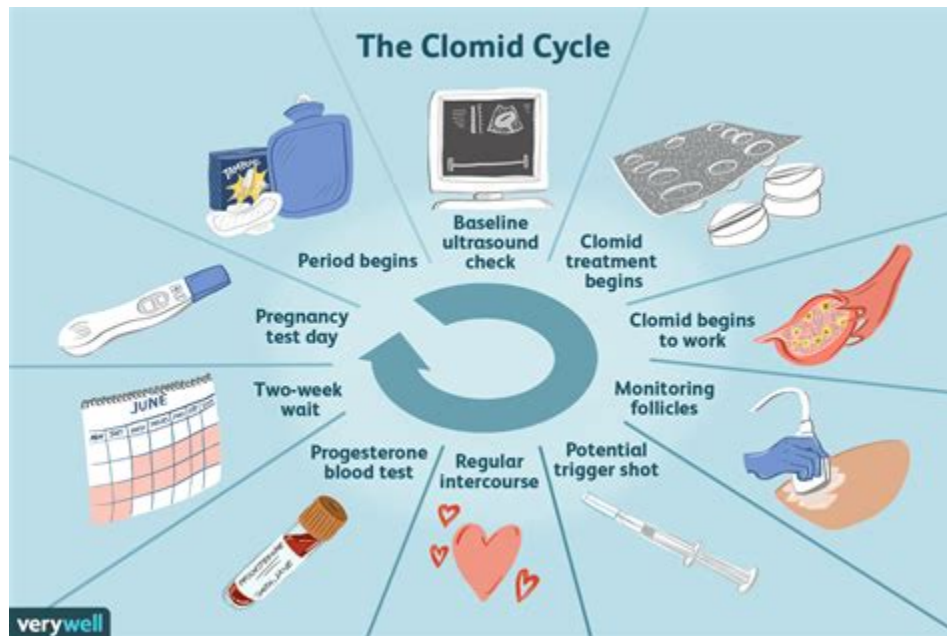 The Clomid Cycle
Baseline
ultrasound
check
Clomid
treatment
begins
Clomid begins
to work
Monitoring
follicles
Potential
trigger shot
Regular
intercourse
Progesterone
blood test
Two-week
wait
JUNE
Pregnancy
test day
Period begins
verywell